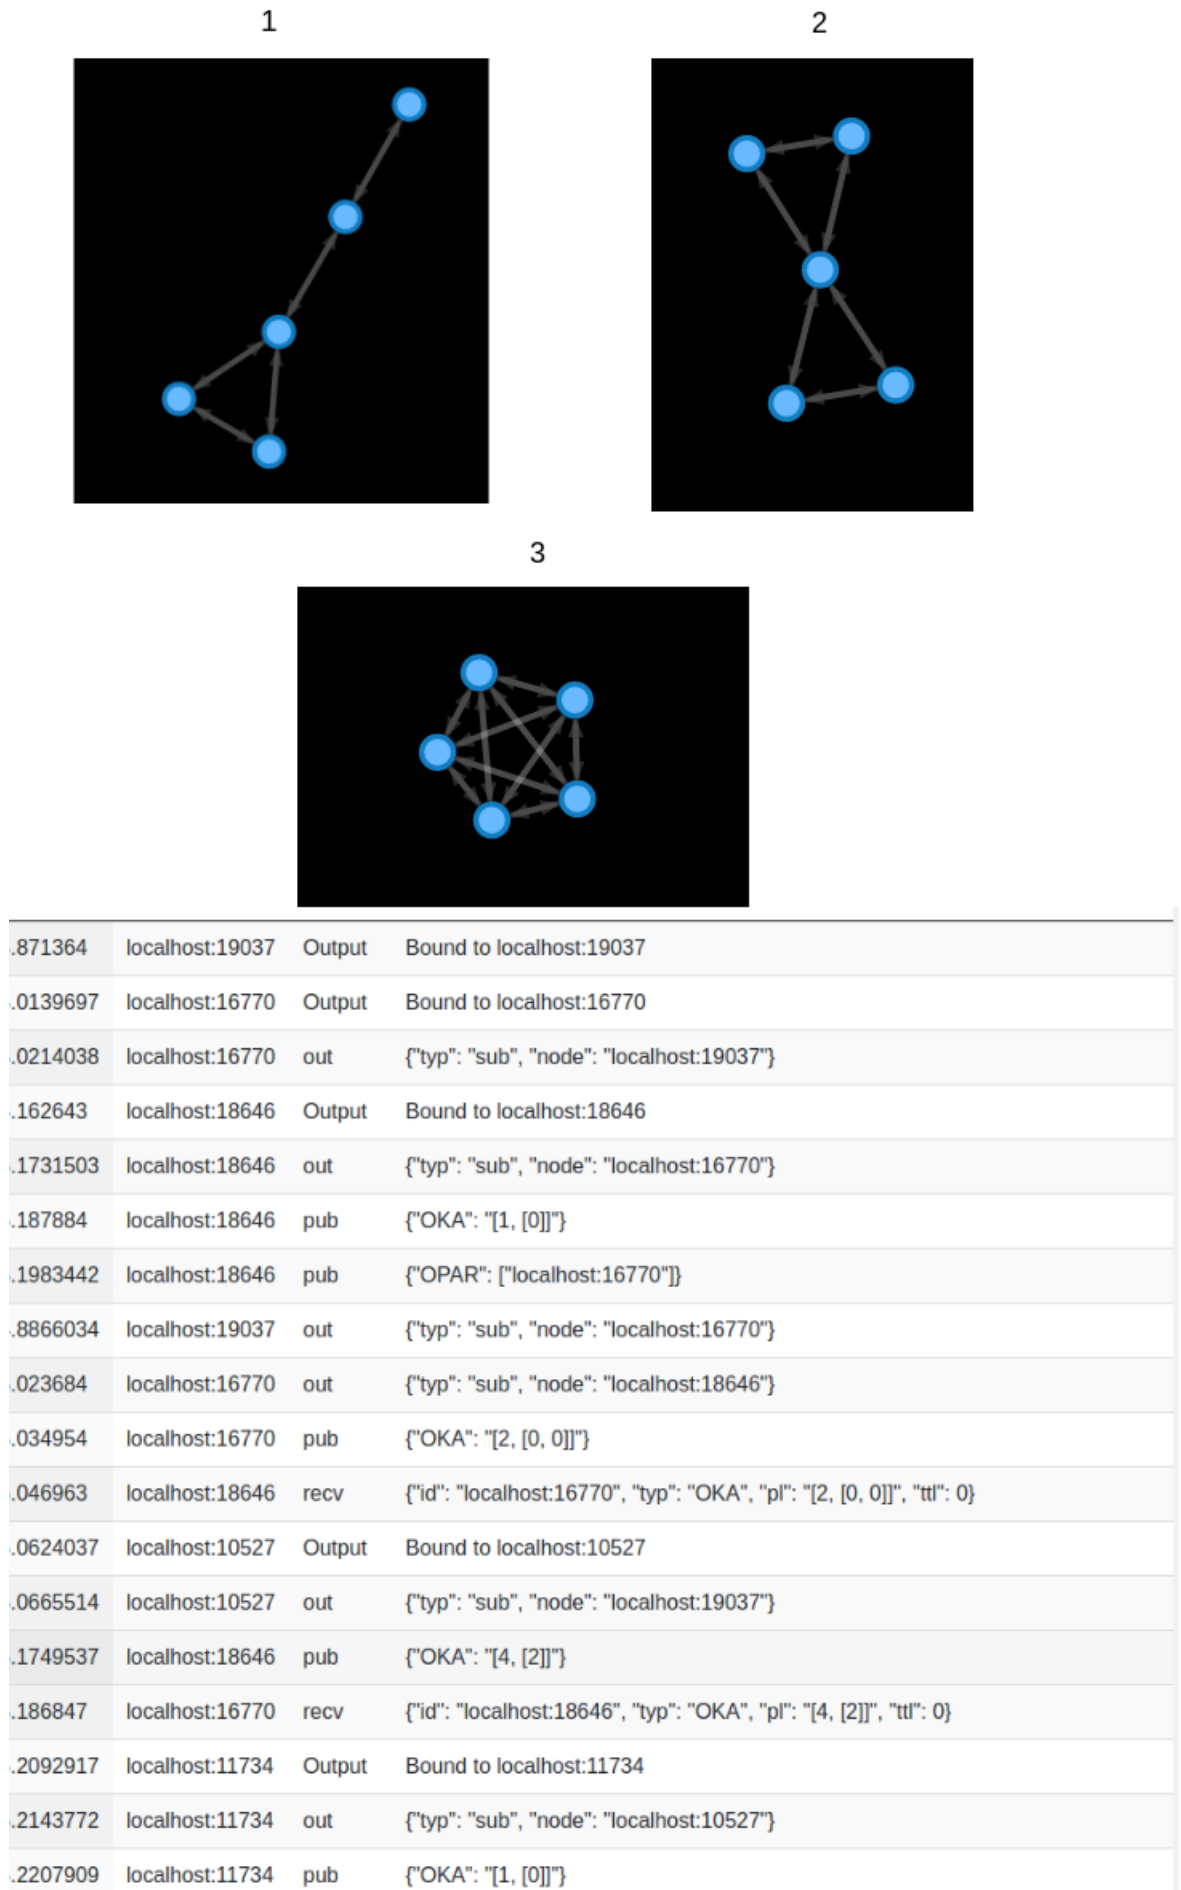 1
2
3
.871364 localhost:19037 Output Bound to localhost:19037
.0139697 localhost:16770 Output Bound to localhost:16770
.0214038 localhost:16770 out {"typ": "sub", "node": "localhost:19037"}
.162643 localhost:18646 Output Bound to localhost:18646
.1731503 localhost:18646 out {"typ": "sub", "node": "localhost:16770"}
.187884 localhost:18646 pub {"OKA": "[1, [0]]"}
.1983442 localhost:18646 pub {"OPAR": ["localhost:16770"]}
.8866034 localhost:19037 out {"typ": "sub", "node": "localhost:16770"}
.023684 localhost:16770 out {"typ": "sub", "node": "localhost:18646"}
.034954 localhost:16770 pub {"OKA": "[2, [0, 0]]"}
.046963 localhost:18646 recv {"id": "localhost:16770", "typ": "OKA", "pl": "[2, [0, 0]]", "ttl": 0}
.0624037 localhost:10527 Output Bound to localhost:10527
.0665514 localhost:10527 out {"typ": "sub", "node": "localhost:19037"}
.1749537 localhost:18646 pub {"OKA": "[4, [2]]"}
.186847 localhost:16770 recv {"id": "localhost:18646", "typ": "OKA", "pl": "[4, [2]]", "ttl": 0}
.2092917 localhost:11734 Output Bound to localhost:11734
.2143772 localhost:11734 out {"typ": "sub", "node": "localhost:10527"}
.2207909 localhost:11734 pub {"OKA": "[1, [0]]"}